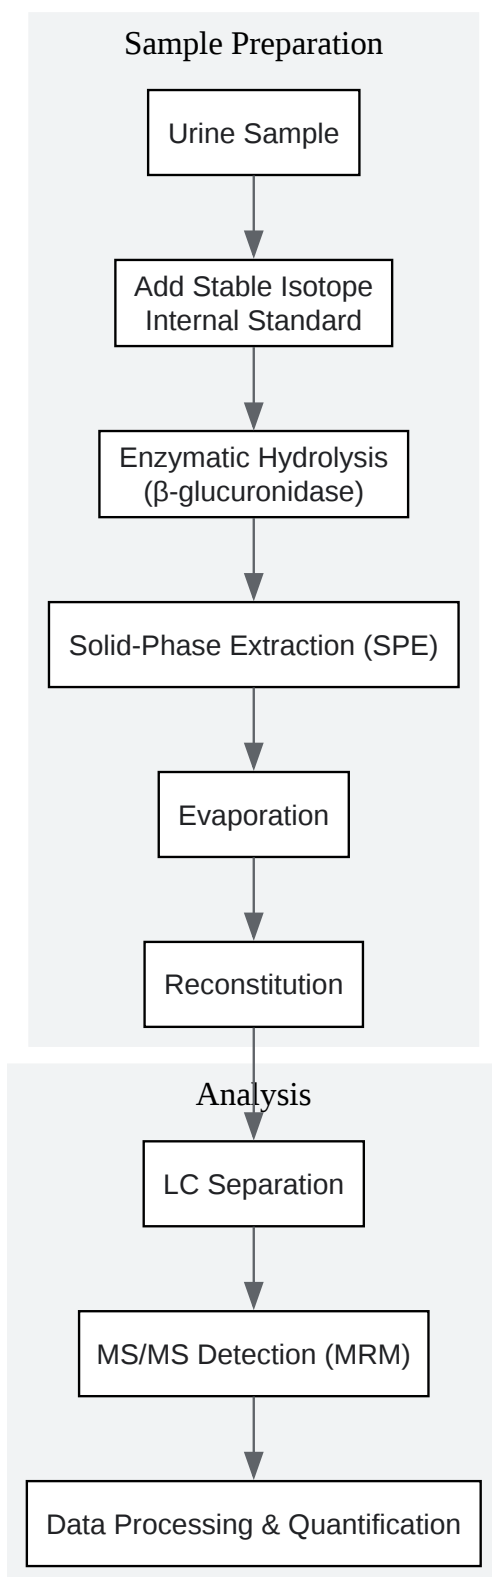 Sample Preparation
Urine Sample
Add Stable Isotope
Internal Standard
Enzymatic Hydrolysis
(β-glucuronidase)
Solid-Phase Extraction (SPE)
Evaporation
Reconstitution
Analysis
LC Separation
MS/MS Detection (MRM)
Data Processing & Quantification